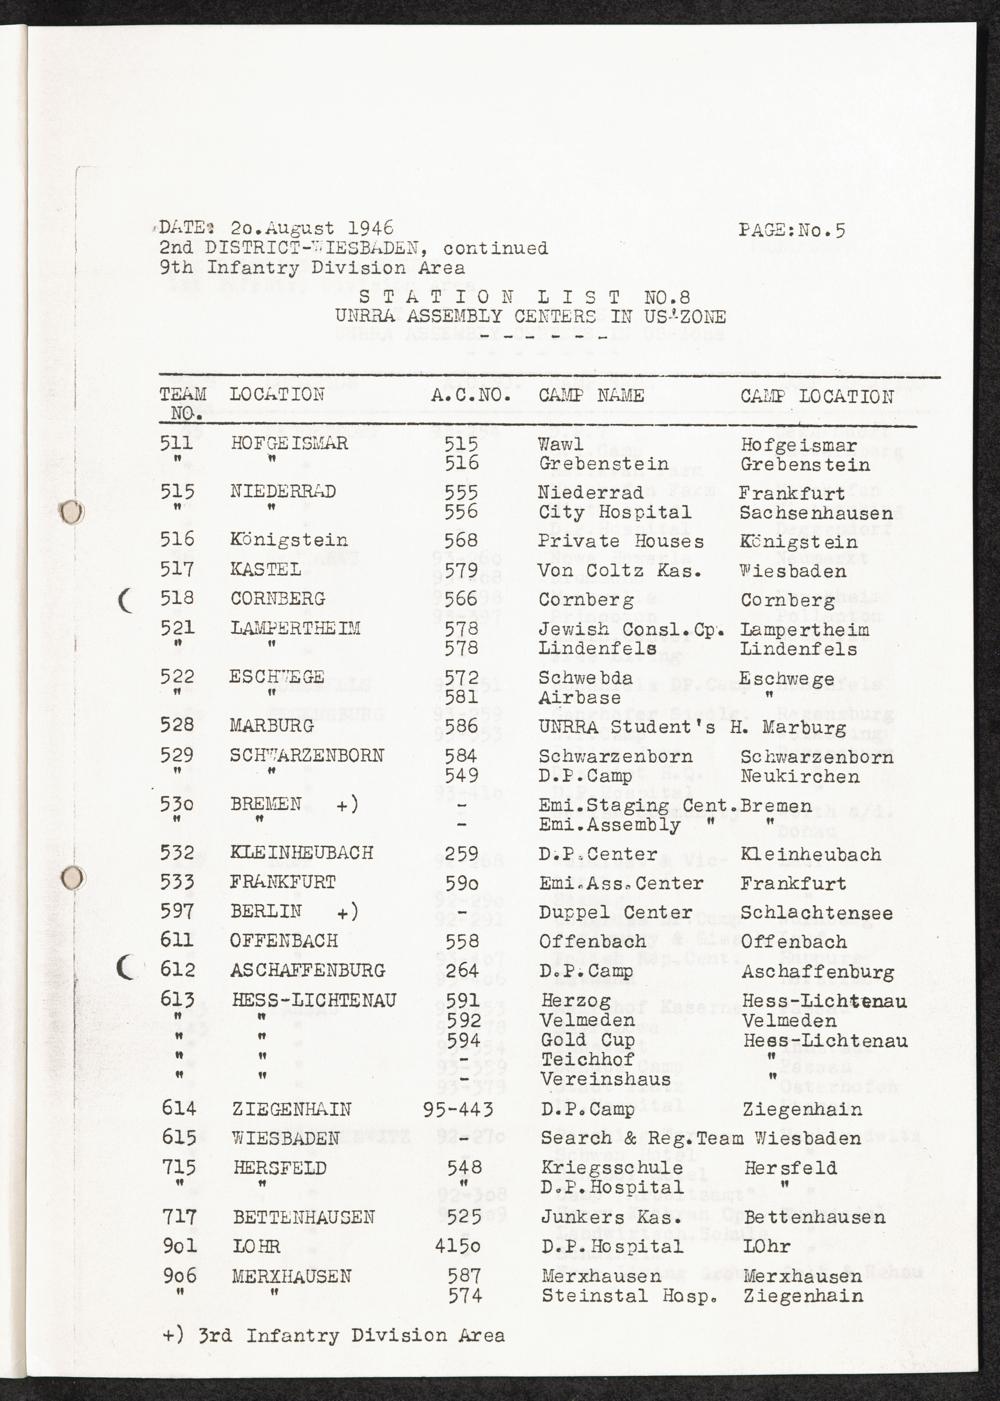 DATE: 2o.August 1946 PAGE:No.5
2nd DISTRICT-WIESBADEN, continued
9th Infantry Division Area
S T A T I O N L I S T NO.8
UNRRA ASSEMBLY CENTERS IN US-ZONE
- - - - - -
TEAM LOCATION A.C.NO. CAMP NAME CAMP LOCATION
NO.
511 HOFGEISMAR 515 Wawl Hofgeismar
" " 516 Grebenstein Grebenstein
515 NIEDERRAD 555 Niederrad Frankfurt
" " 556 City Hospital Sachsenhausen
516 Königstein 568 Private Houses Königstein
517 KASTEL 579 Von Coltz Kas. Wiesbaden
518 CORNBERG 566 Cornberg Cornberg
521 LAMPERTHEIM 578 Jewish Consl.Cp. Lampertheim
" " 578 Lindenfels Lindenfels
522 ESCHWEGE 572 Schwebda Eschwege
" " 581 Airbase "
528 MARBURG 586 UNRRA Student's H. Marburg
529 SCHWARZENBORN 584 Schwarzenborn Schwarzenborn
" " 549 D.P.Camp Neukirchen
53o BREMEN +) - Emi.Staging Cent.Bremen
" " - Emi.Assembly " "
532 KLEINHEUBACH 259 D.P.Center Kleinheubach
533 FRANKFURT 59o Emi.Ass.Center Frankfurt
597 BERLIN +) - Duppel Center Schlachtensee
611 OFFENBACH 558 Offenbach Offenbach
612 ASCHAFFENBURG 264 D.P.Camp Aschaffenburg
613 HESS-LICHTENAU 591 Herzog Hess-Lichtenau
" " 592 Velmeden Velmeden
" " 594 Gold Cup Hess-Lichtenau
" " - Teichhof "
" " - Vereinshaus "
614 ZIEGENHAIN 95-443 D.P.Camp Ziegenhain
615 WIESBADEN - Search & Reg.Team Wiesbaden
715 HERSFELD 548 Kriegsschule Hersfeld
" " " D.P.Hospital "
717 BETTENHAUSEN 525 Junkers Kas. Bettenhausen
9o1 LOHR 415o D.P.Hospital LOhr
9o6 MERXHAUSEN 587 Merxhausen Merxhausen
" " 574 Steinstal Hosp. Ziegenhain
+) 3rd Infantry Division Area